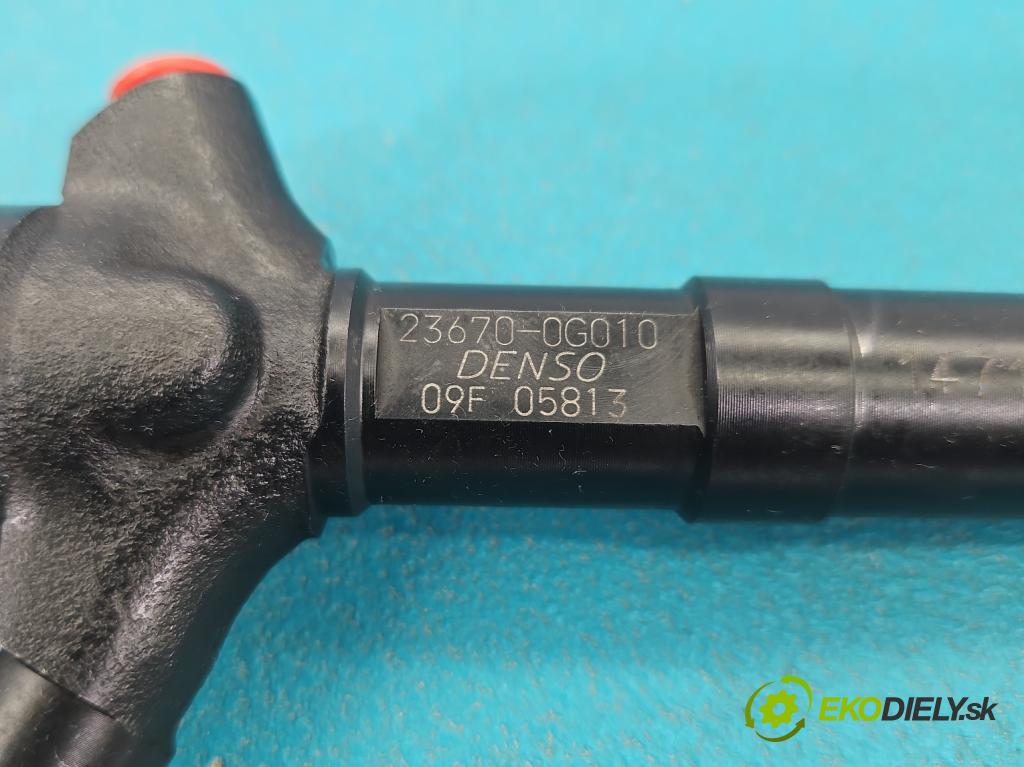 23670-0G010
DENSO
09F 05813
EKODIELY.sk